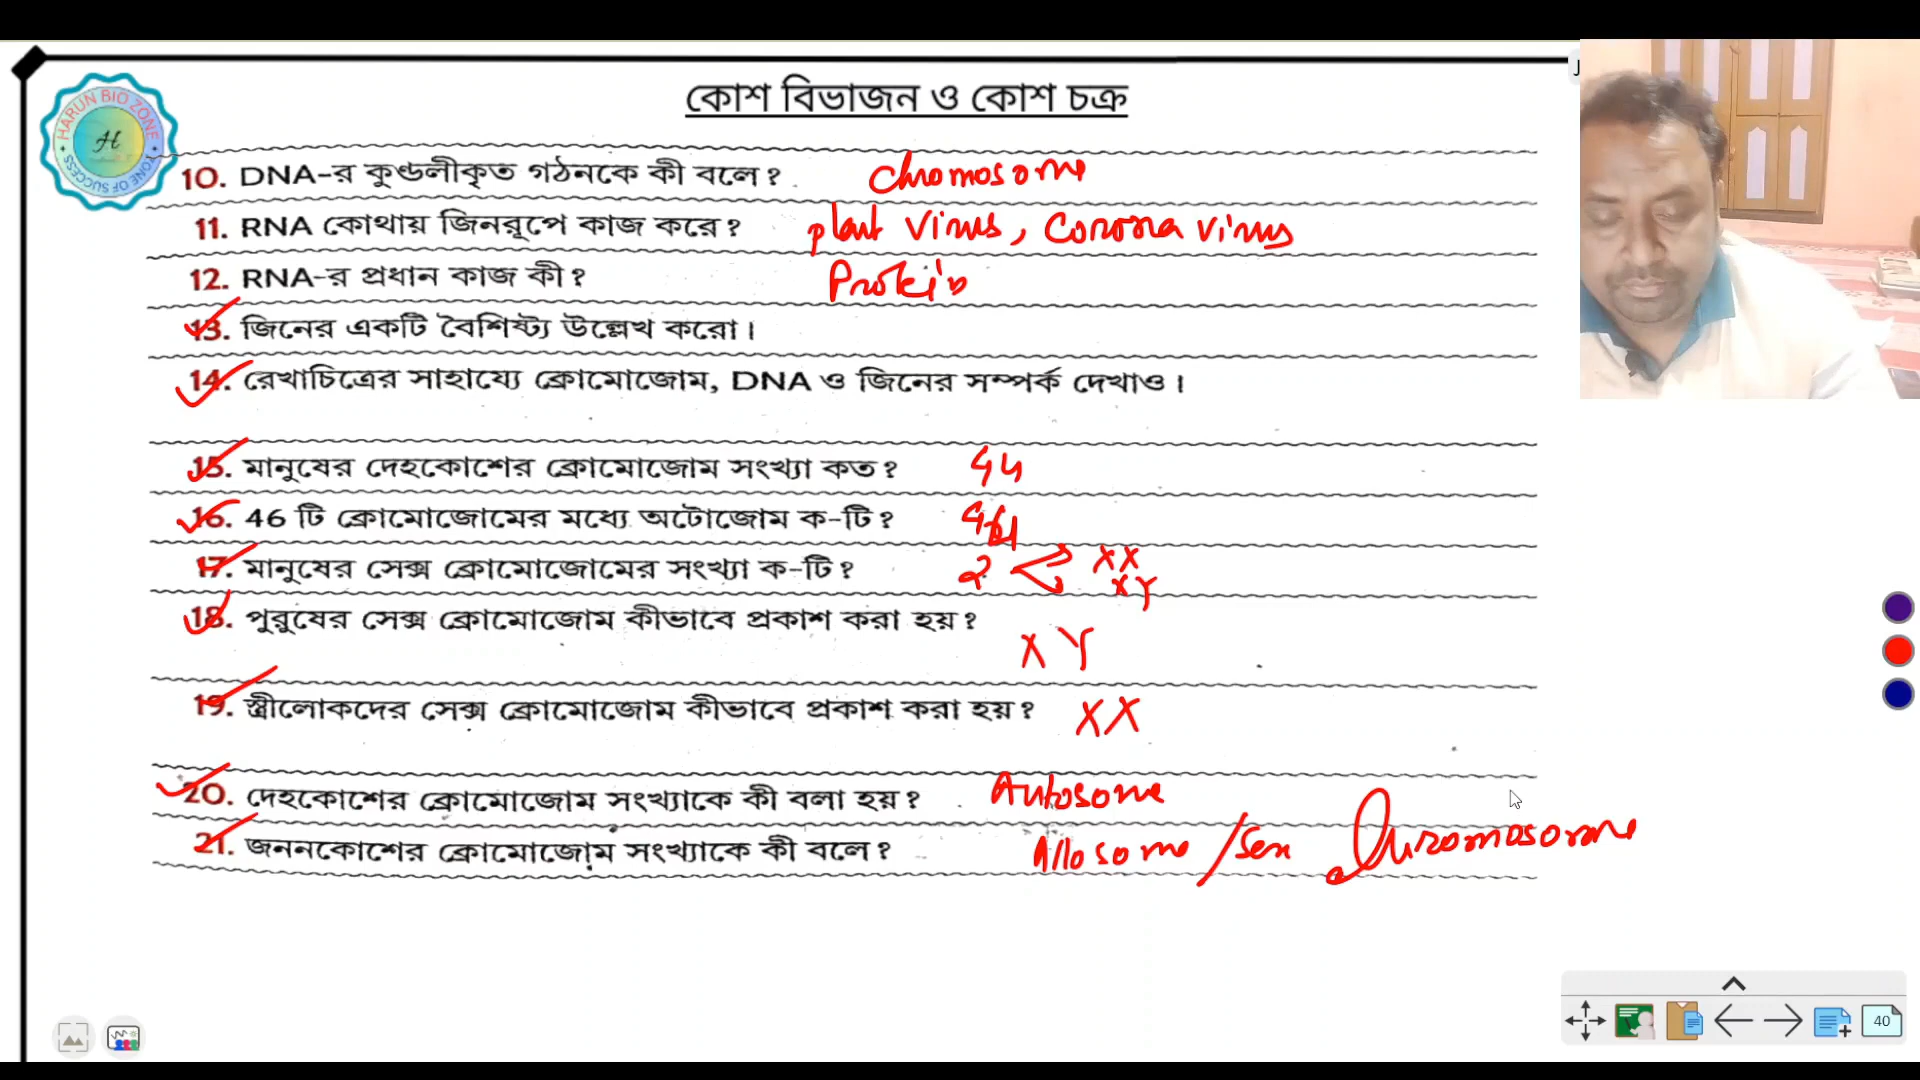 কোশ বিভাজন ও কোশ চক্র
HARUN BIO ZONE
H
ZONE OF SUCCESS
10. DNA-র কুণ্ডলীকৃত গঠনকে কী বলে? Chromosome
11. RNA কোথায় জিনরূপে কাজ করে? plant virus, Corona virus
12. RNA-র প্রধান কাজ কী? Protein
13. জিনের একটি বৈশিষ্ট্য উল্লেখ করো।
14. রেখাচিত্রের সাহায্যে ক্রোমোজোম, DNA ও জিনের সম্পর্ক দেখাও।
15. মানুষের দেহকোশের ক্রোমোজোম সংখ্যা কত?
16. 46 টি ক্রোমোজোমের মধ্যে অটোজোম ক-টি?
17. মানুষের সেক্স ক্রোমোজোমের সংখ্যা ক-টি? 2 XX
XY
18. পুরুষের সেক্স ক্রোমোজোম কীভাবে প্রকাশ করা হয়?
XY
19. স্ত্রীলোকদের সেক্স ক্রোমোজোম কীভাবে প্রকাশ করা হয়? XX
20. দেহকোশের ক্রোমোজোম সংখ্যাকে কী বলা হয়? Autosome
21. জননকোশের ক্রোমোজোম সংখ্যাকে কী বলে? Allosome / Sex Chromosome
40